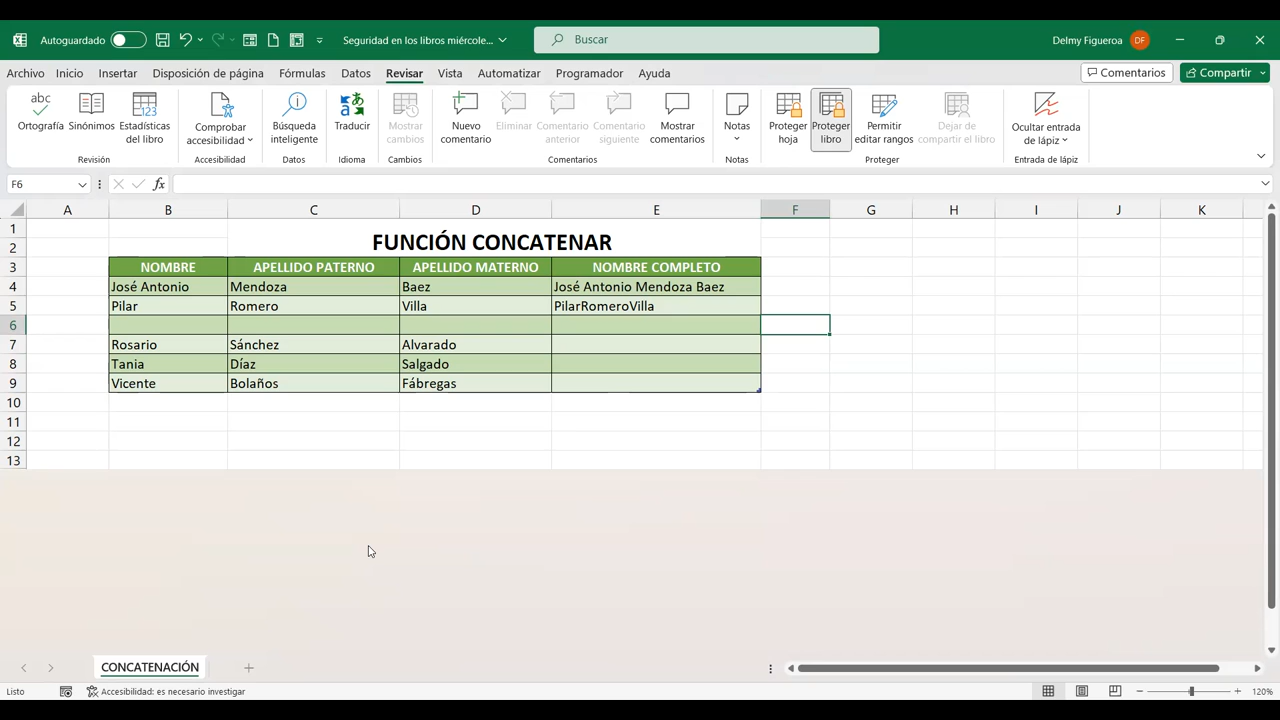 Autoguardado
Seguridad en los libros miércole...
Buscar
Delmy Figueroa DF
Archivo Inicio Insertar Disposición de página Fórmulas Datos Revisar Vista Automatizar Programador Ayuda
Comentarios Compartir
abc
Ortografía Sinónimos Estadísticas del libro Comprobar accesibilidad Búsqueda inteligente Traducir Mostrar cambios Nuevo comentario Eliminar Comentario anterior Comentario siguiente Mostrar comentarios Notas Proteger hoja Proteger libro Permitir editar rangos Dejar de compartir el libro Ocultar entrada de lápiz
Revisión Accesibilidad Datos Idioma Cambios Comentarios Notas Proteger Entrada de lápiz
F6 fx
A B C D E F G H I J K
1
2 FUNCIÓN CONCATENAR
3 NOMBRE APELLIDO PATERNO APELLIDO MATERNO NOMBRE COMPLETO
4 José Antonio Mendoza Baez José Antonio Mendoza Baez
5 Pilar Romero Villa PilarRomeroVilla
6
7 Rosario Sánchez Alvarado
8 Tania Díaz Salgado
9 Vicente Bolaños Fábregas
10
11
12
13
CONCATENACIÓN
Listo Accesibilidad: es necesario investigar 120%